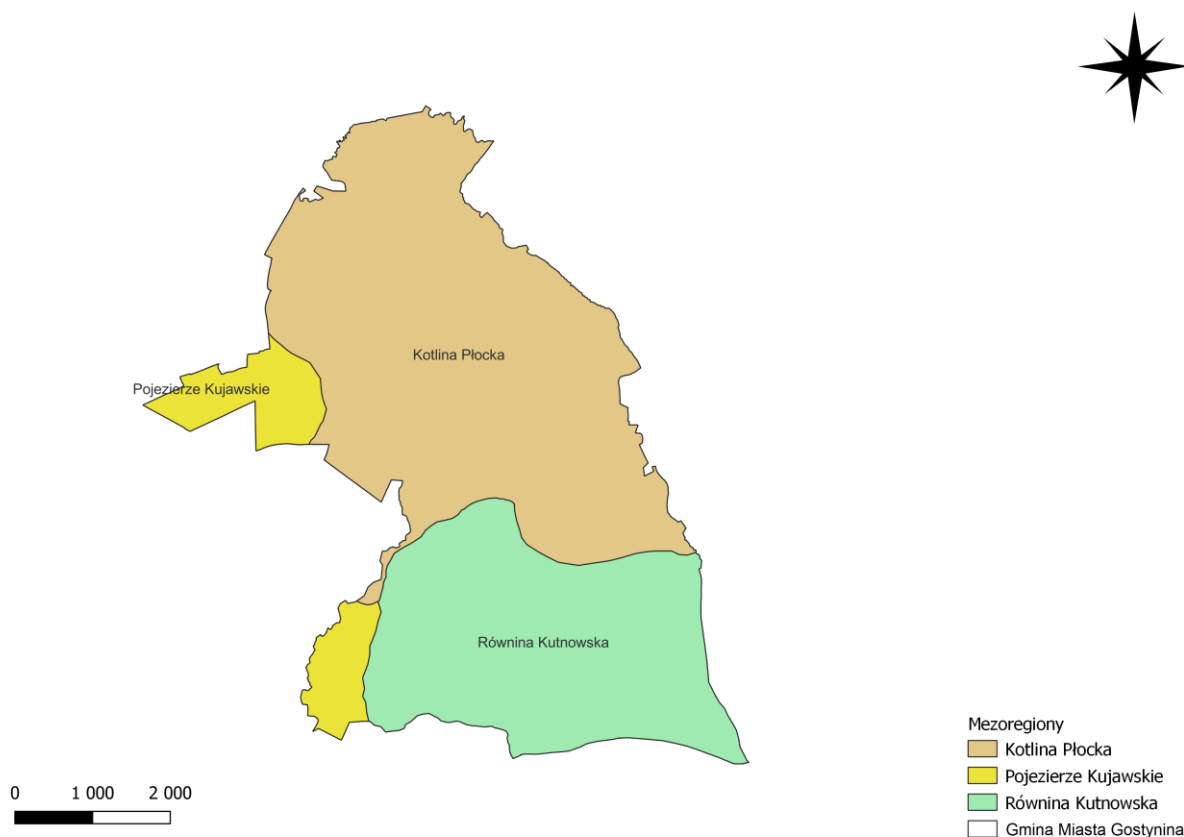 Kotlina Płocka
Pojezierze Kujawskie
Równina Kutnowska
Mezoregiony
Kotlina Płocka
Pojezierze Kujawskie
Równina Kutnowska
Gmina Miasta Gostynina
0 1 000 2 000